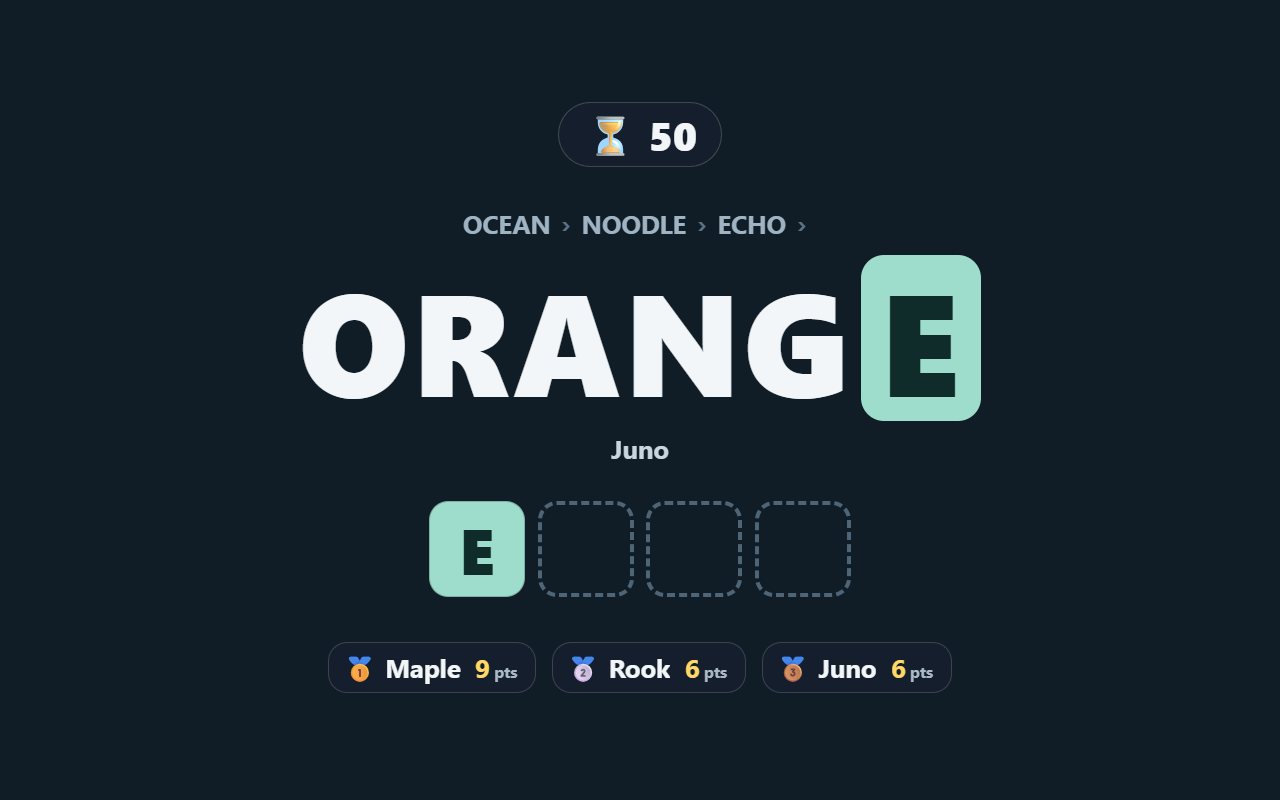 50
OCEAN › NOODLE › ECHO ›
ORANGE
Juno
E
1 Maple 9 pts 2 Rook 6 pts 3 Juno 6 pts